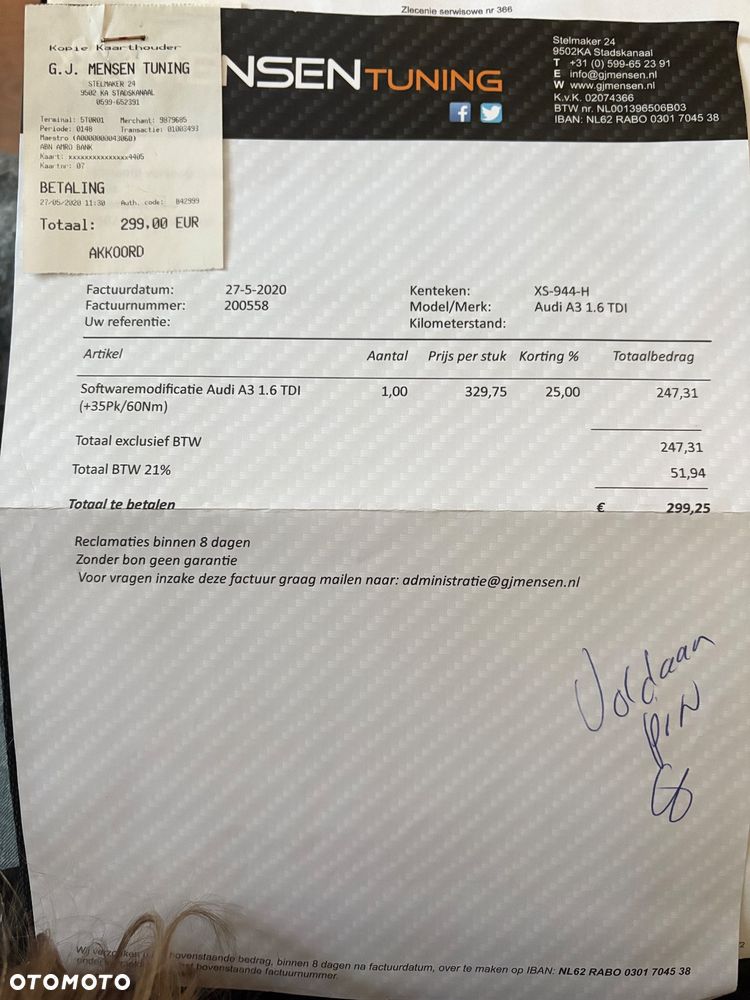 Zlecenie serwisowe nr 366
Kopie Kaarthouder
G.J. MENSEN TUNING
STELMAKER 24
9502 KA STADSKANAAL
0599-652391
Terminal: 5T0R01 Merchant: 9879685
Periode: 0148 Transactie: 01003493
Maestro (A0000000043060)
ABN AMRO BANK
Kaart: xxxxxxxxxxxxxxx4405
Kaartnr: 07
BETALING
27/05/2020 11:30 Auth. code: B42999
Totaal: 299.00 EUR
AKKOORD
NSEN TUNING
Stelmaker 24
9502KA Stadskanaal
T +31 (0) 599-65 23 91
E info@gjmensen.nl
W www.gjmensen.nl
K.v.K. 02074366
BTW nr. NL001396506B03
IBAN: NL62 RABO 0301 7045 38
Factuurdatum: 27-5-2020 Kenteken: XS-944-H
Factuurnummer: 200558 Model/Merk: Audi A3 1.6 TDI
Uw referentie: Kilometerstand:
Artikel Aantal Prijs per stuk Korting % Totaalbedrag
Softwaremodificatie Audi A3 1.6 TDI 1,00 329,75 25,00 247,31
(+35Pk/60Nm)
Totaal exclusief BTW 247,31
Totaal BTW 21% 51,94
Totaal te betalen € 299,25
Reclamaties binnen 8 dagen
Zonder bon geen garantie
Voor vragen inzake deze factuur graag mailen naar: administratie@gjmensen.nl
Voldaan
PIN
Wij bovenstaande bedrag, binnen 8 dagen na factuurdatum, over te maken op IBAN: NL62 RABO 0301 7045 38
bovenstaande factuurnummer.
OTOMOTO